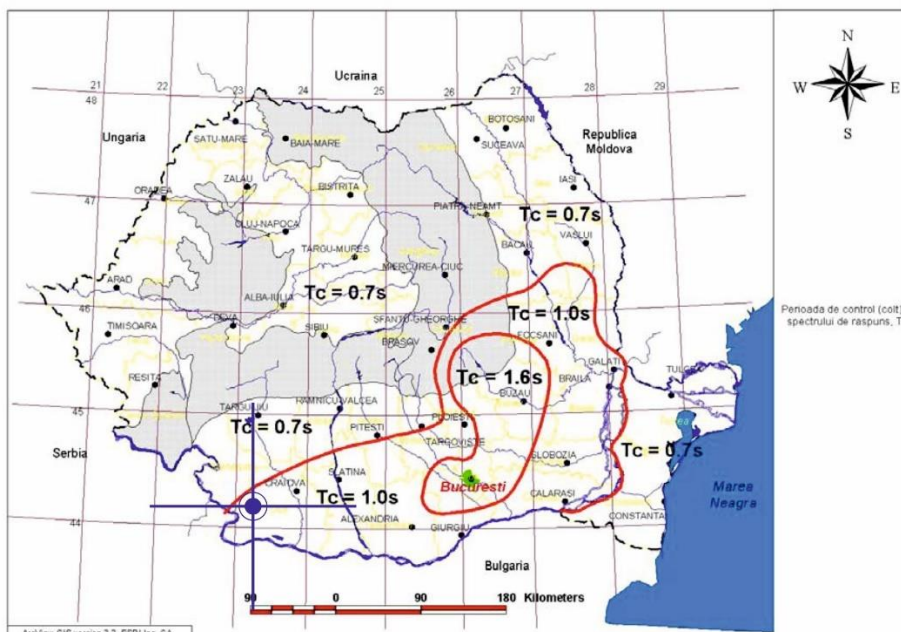 N
W E
S
21 22 23 24 25 26 27 28 29
48
47
46
45
44
Ucraina
Ungaria
Republica
Moldova
BOTOSANI
SATU-MARE
BAIA-MARE
SUCEAVA
ZALAU
IASI
ORADEA
BISTRITA
PIATRA-NEAMT
Tc = 0.7s
CLUJ-NAPOCA
VASLUI
BACAU
TARGU-MURES
MIERCUREA-CIUC
ARAD
Tc = 0.7s
ALBA-IULIA
Tc = 1.0s
Perioada de control (colt)
spectrului de raspuns, T
TIMISOARA
DEVA
SIBIU
SFANTU-GHEORGHE
FOCSANI
BRASOV
GALATI
TULCEA
RESITA
Tc = 1.6s
BRAILA
BUZAU
RAMNICU-VALCEA
TARGU-JIU
PLOIESTI
PITESTI
TARGOVISTE
Tc = 0.7s
Tc = 0.7s
Serbia
SLOBOZIA
SLATINA
CRAIOVA
Bucuresti
Tc = 1.0s
CALARASI
Marea
Neagra
ALEXANDRIA
GIURGIU
CONSTANTA
Bulgaria
90 0 90 180 Kilometers